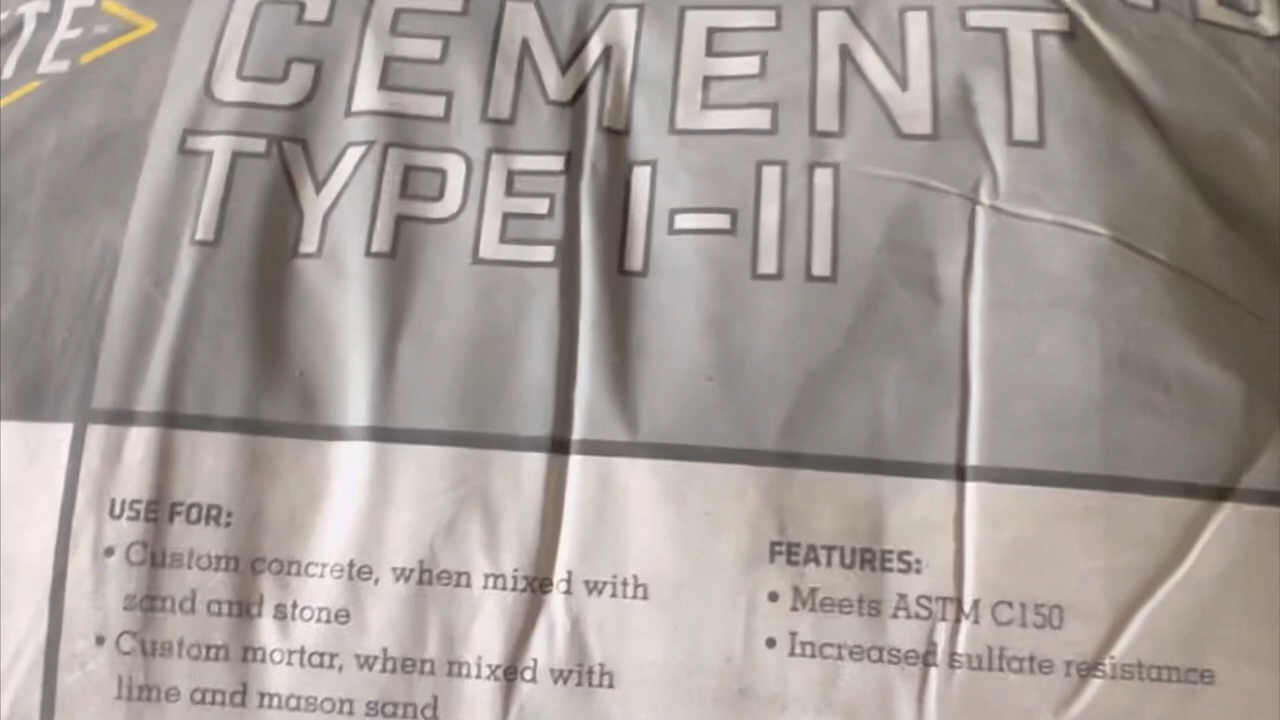 CEMENT
TYPE I-II
USE FOR:
• Custom concrete, when mixed with
sand and stone
• Custom mortar, when mixed with
lime and mason sand
FEATURES:
• Meets ASTM C150
• Increased sulfate resistance